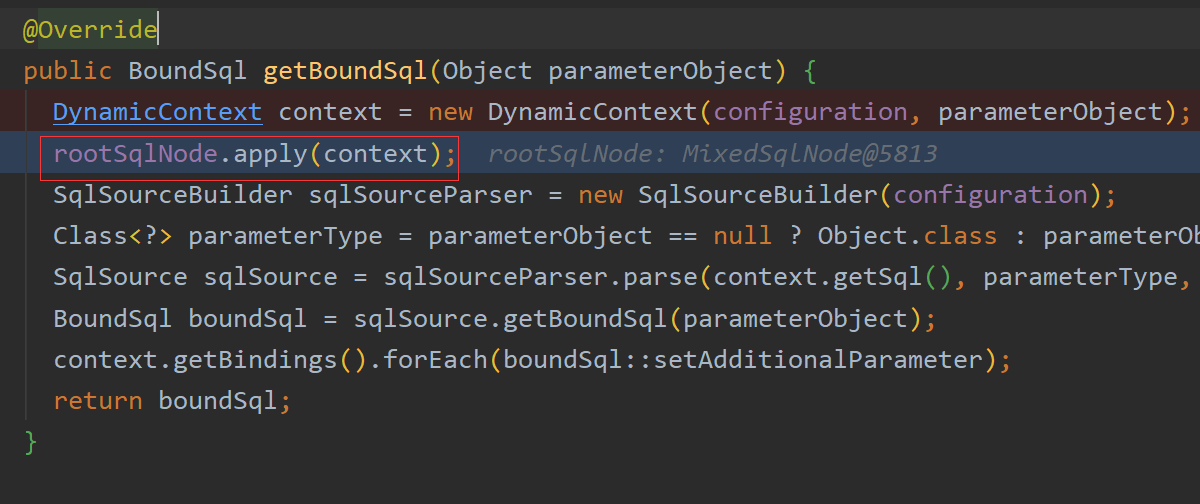 @Override
public BoundSql getBoundSql(Object parameterObject) {
DynamicContext context = new DynamicContext(configuration, parameterObject);
rootSqlNode.apply(context); rootSqlNode: MixedSqlNode@5813
SqlSourceBuilder sqlSourceParser = new SqlSourceBuilder(configuration);
Class<?> parameterType = parameterObject == null ? Object.class : parameterOb
SqlSource sqlSource = sqlSourceParser.parse(context.getSql(), parameterType,
BoundSql boundSql = sqlSource.getBoundSql(parameterObject);
context.getBindings().forEach(boundSql::setAdditionalParameter);
return boundSql;
}